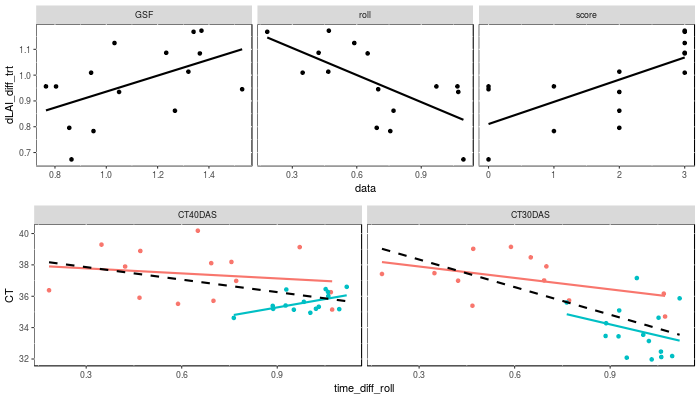 GSF roll score
1.1
1.0
0.9
0.8
0.7
dLAI_diff_trt
0.8 1.0 1.2 1.4 0.3 0.6 0.9 0 1 2 3
data
CT40DAS CT30DAS
40
38
36
34
32
CT
0.3 0.6 0.9 0.3 0.6 0.9
time_diff_roll